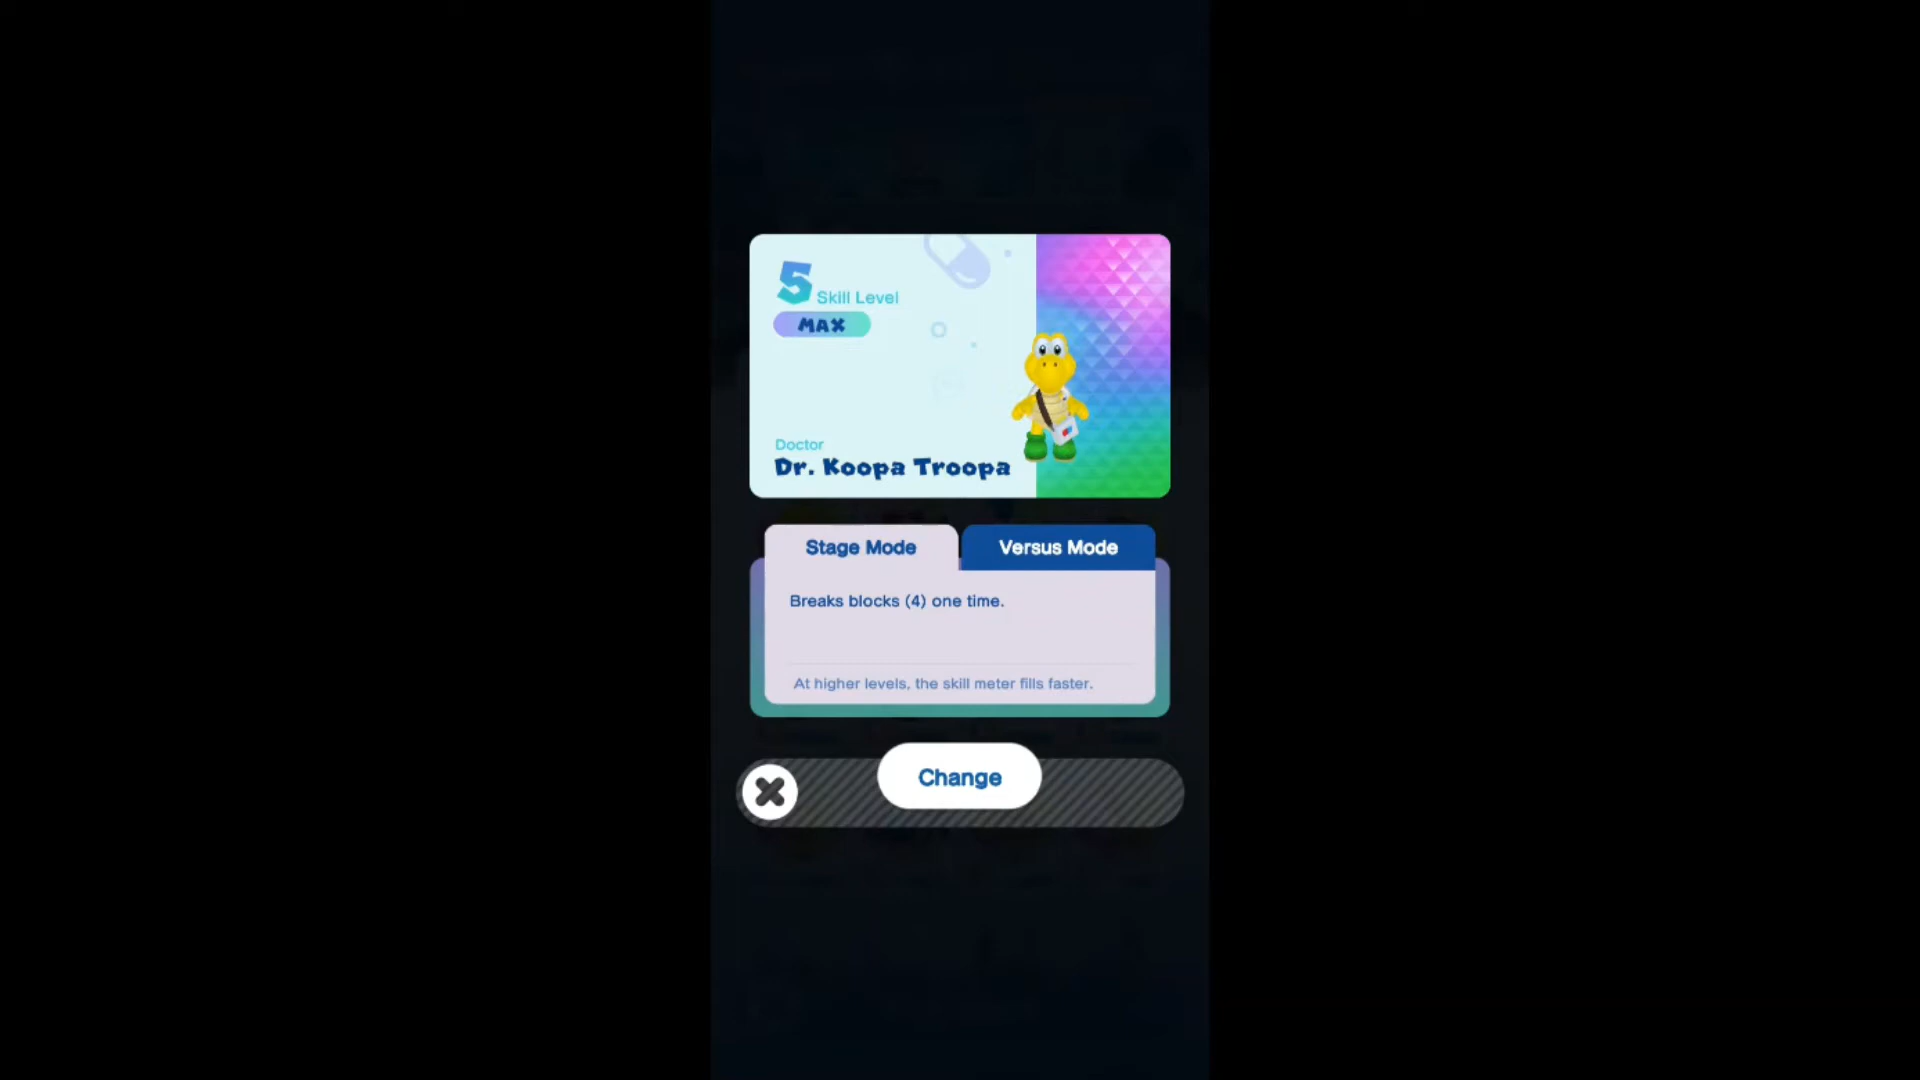 5 Skill Level
MAX
Doctor
Dr. Koopa Troopa
Stage Mode
Versus Mode
Breaks blocks (4) one time.
At higher levels, the skill meter fills faster.
Change